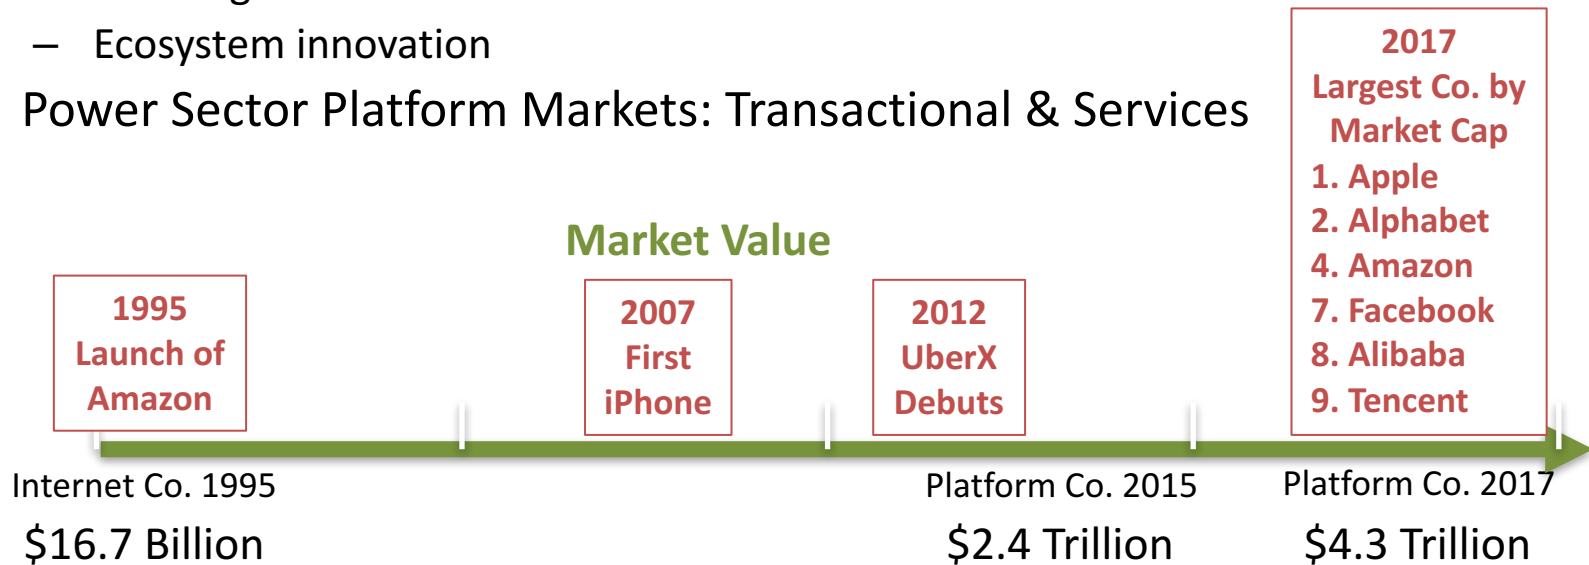 – Ecosystem innovation
Power Sector Platform Markets: Transactional & Services
Market Value
1995
Launch of
Amazon
2007
First
iPhone
2012
UberX
Debuts
2017
Largest Co. by
Market Cap
1. Apple
2. Alphabet
4. Amazon
7. Facebook
8. Alibaba
9. Tencent
Internet Co. 1995
$16.7 Billion
Platform Co. 2015
$2.4 Trillion
Platform Co. 2017
$4.3 Trillion